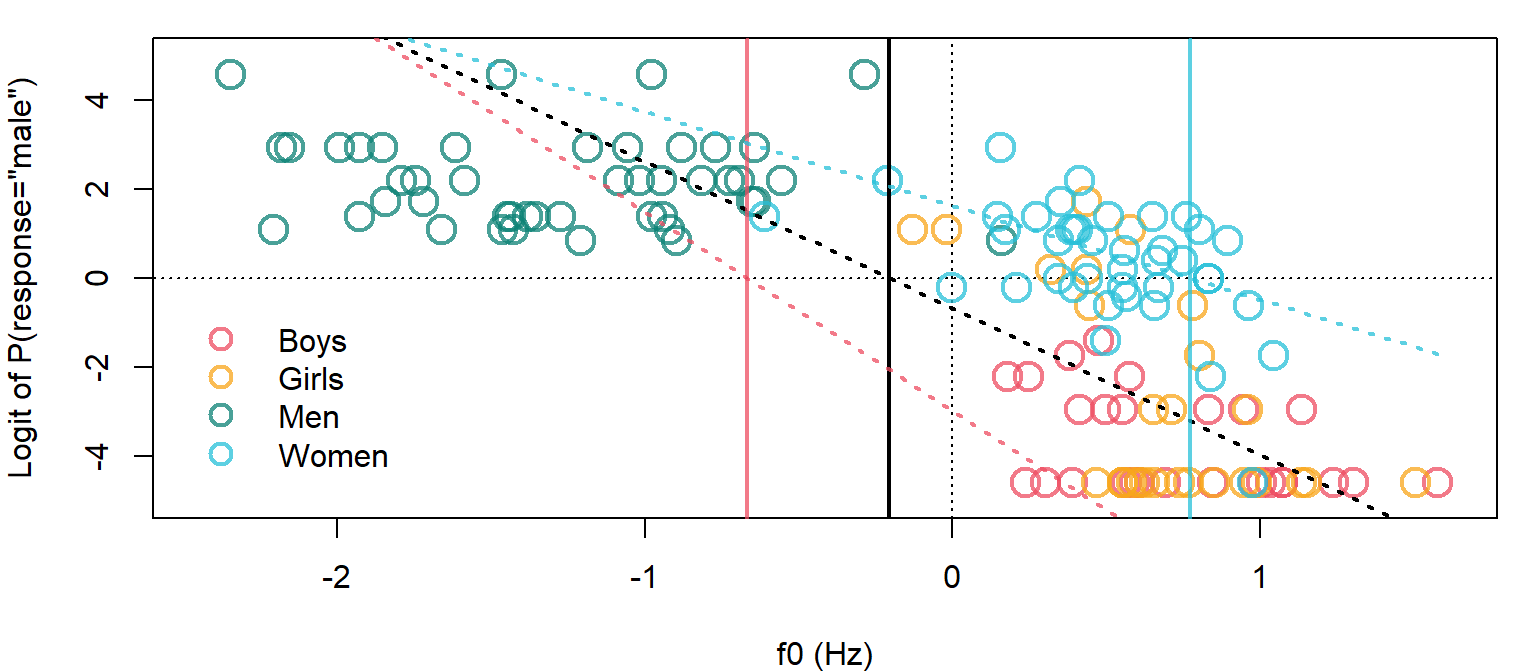 Logit of P(response="male")
4
2
0
-2
-4
Boys
Girls
Men
Women
-2
-1
0
1
f0 (Hz)